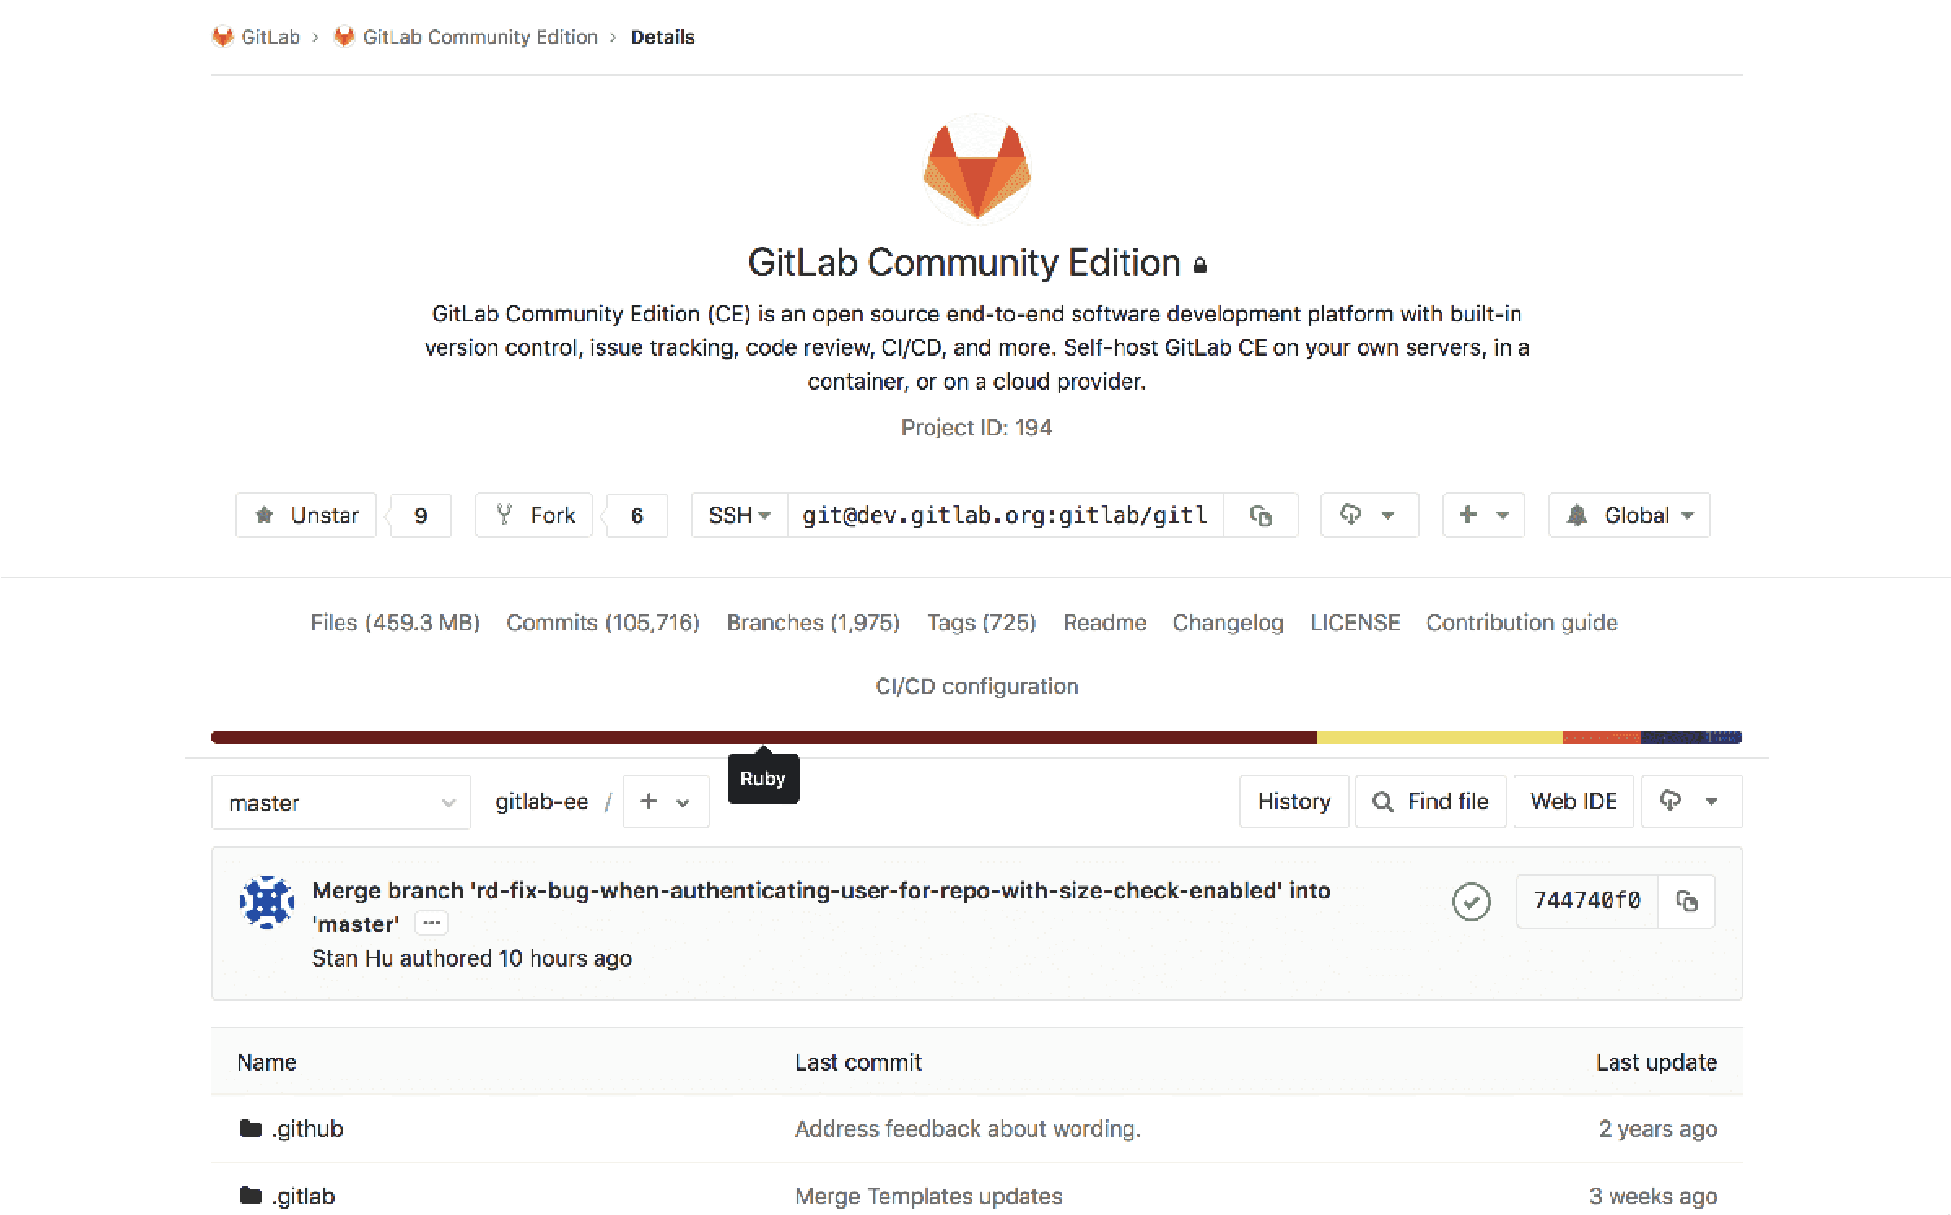 GitLab > GitLab Community Edition > Details
GitLab Community Edition
GitLab Community Edition (CE) is an open source end-to-end software development platform with built-in
version control, issue tracking, code review, CI/CD, and more. Self-host GitLab CE on your own servers, in a
container, or on a cloud provider.
Project ID: 194
Unstar 9 Fork 6 SSH git@dev.gitlab.org:gitlab/gitl Global
Files (459.3 MB) Commits (105,716) Branches (1,975) Tags (725) Readme Changelog LICENSE Contribution guide
CI/CD configuration
Ruby
master gitlab-ee / + History Find file Web IDE
Merge branch 'rd-fix-bug-when-authenticating-user-for-repo-with-size-check-enabled' into
'master' ...
Stan Hu authored 10 hours ago
744740f0
Name Last commit Last update
.github Address feedback about wording. 2 years ago
.gitlab Merge Templates updates 3 weeks ago